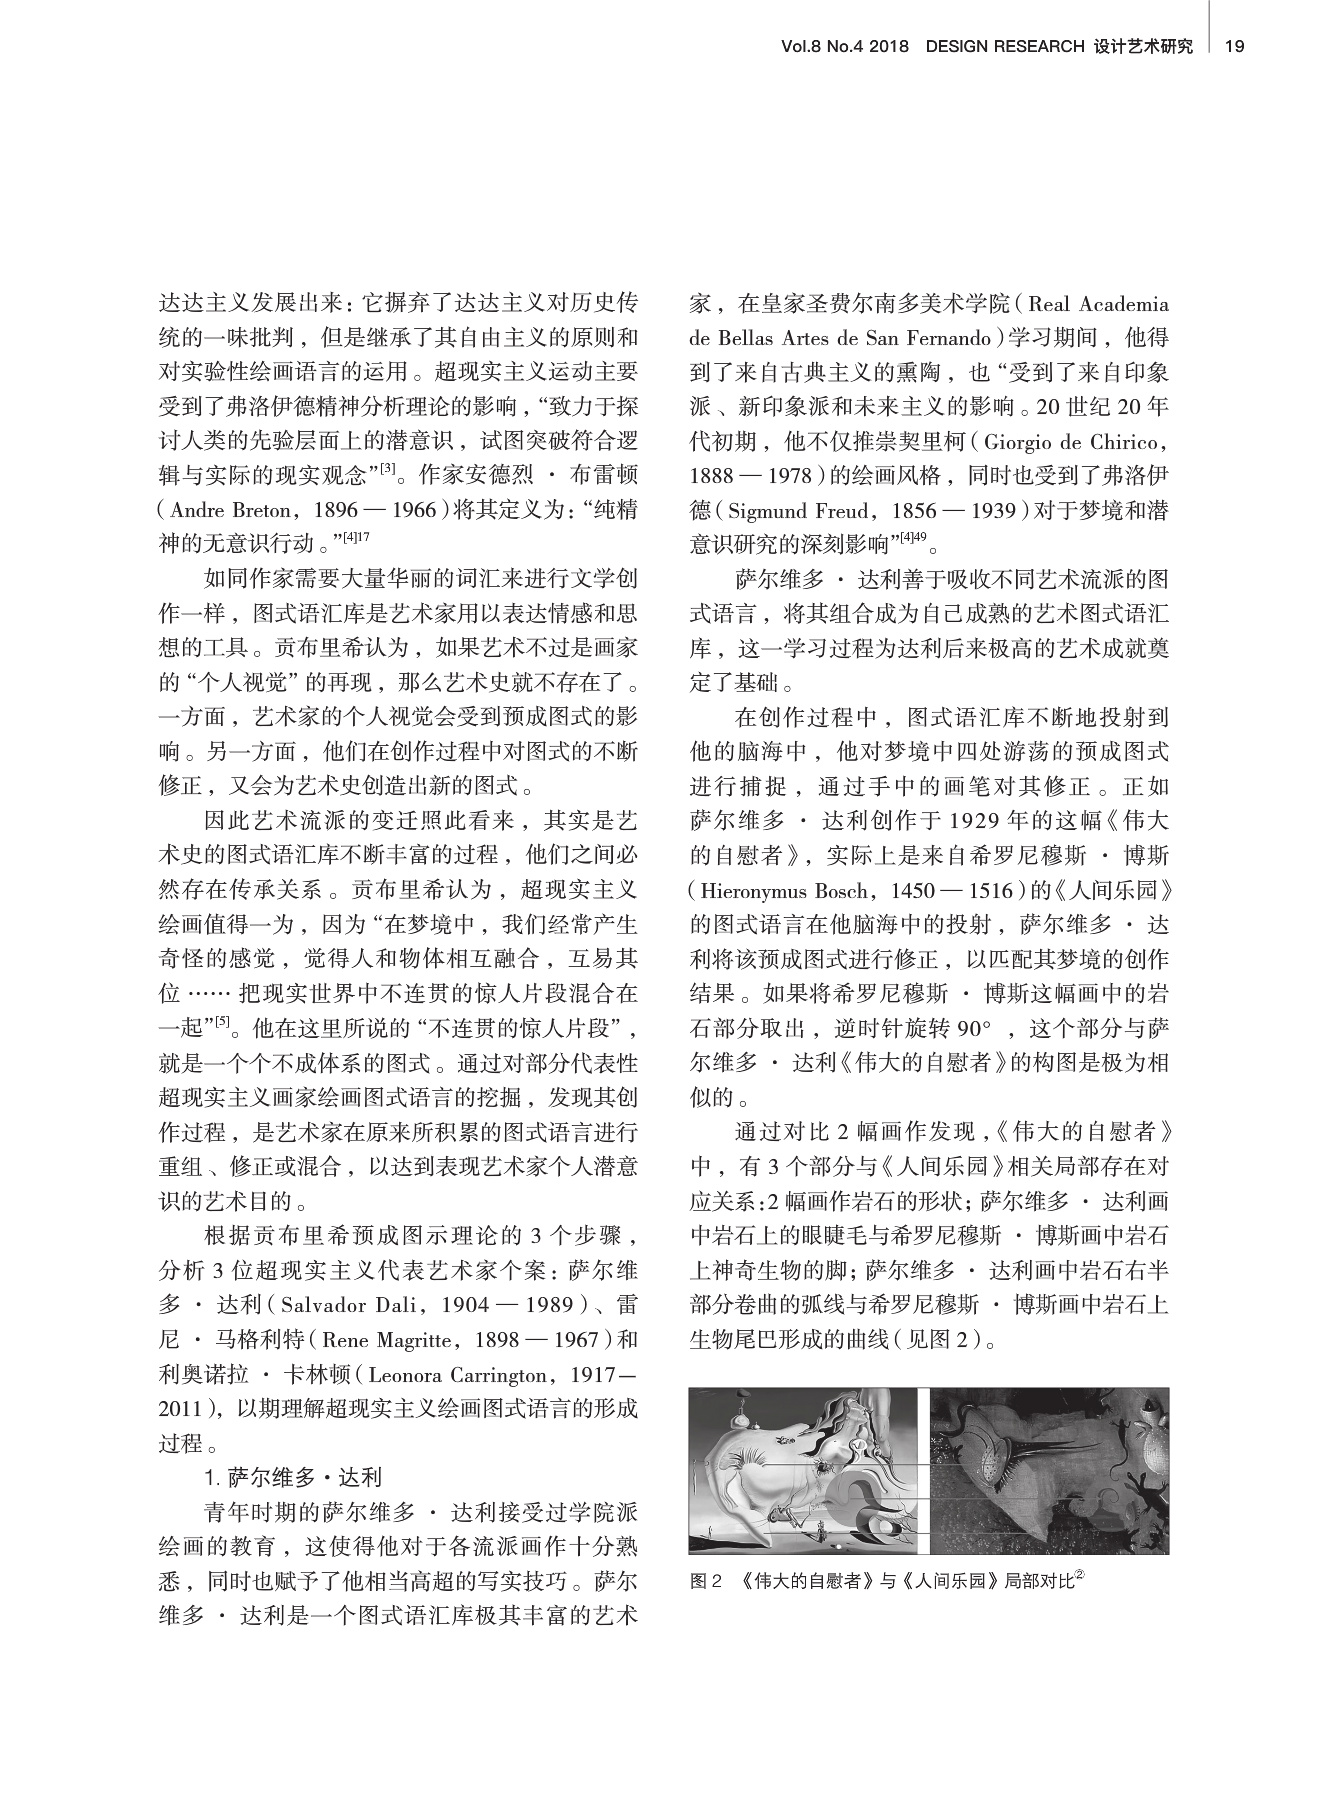 Vol.8 No.4 2018 DESIGN RESEARCH 设计艺术研究 19
达达主义发展出来：它摒弃了达达主义对历史传
统的一味批判，但是继承了其自由主义的原则和
对实验性绘画语言的运用。超现实主义运动主要
受到了弗洛伊德精神分析理论的影响，“致力于探
讨人类的先验层面上的潜意识，试图突破符合逻
辑与实际的现实观念”[3]。作家安德烈 · 布雷顿
（Andre Breton，1896 — 1966）将其定义为：“纯精
神的无意识行动。”[4]17
如同作家需要大量华丽的词汇来进行文学创
作一样，图式语汇库是艺术家用以表达情感和思
想的工具。贡布里希认为，如果艺术不过是画家
的“个人视觉”的再现，那么艺术史就不存在了。
一方面，艺术家的个人视觉会受到预成图式的影
响。另一方面，他们在创作过程中对图式的不断
修正，又会为艺术史创造出新的图式。
因此艺术流派的变迁照此看来，其实是艺
术史的图式语汇库不断丰富的过程，他们之间必
然存在传承关系。贡布里希认为，超现实主义
绘画值得一为，因为“在梦境中，我们经常产生
奇怪的感觉，觉得人和物体相互融合，互易其
位 …… 把现实世界中不连贯的惊人片段混合在
一起”[5]。他在这里所说的“不连贯的惊人片段”，
就是一个个不成体系的图式。通过对部分代表性
超现实主义画家绘画图式语言的挖掘，发现其创
作过程，是艺术家在原来所积累的图式语言进行
重组、修正或混合，以达到表现艺术家个人潜意
识的艺术目的。
根据贡布里希预成图示理论的 3 个步骤，
分析 3 位超现实主义代表艺术家个案：萨尔维
多 · 达利（Salvador Dali，1904 — 1989）、雷
尼 · 马格利特（Rene Magritte，1898 — 1967）和
利奥诺拉 · 卡林顿（Leonora Carrington，1917—
2011），以期理解超现实主义绘画图式语言的形成
过程。
1. 萨尔维多·达利
青年时期的萨尔维多 · 达利接受过学院派
绘画的教育，这使得他对于各流派画作十分熟
悉，同时也赋予了他相当高超的写实技巧。萨尔
维多 · 达利是一个图式语汇库极其丰富的艺术
家，在皇家圣费尔南多美术学院（Real Academia
de Bellas Artes de San Fernando）学习期间，他得
到了来自古典主义的熏陶，也“受到了来自印象
派、新印象派和未来主义的影响。20 世纪 20 年
代初期，他不仅推崇契里柯（Giorgio de Chirico，
1888 — 1978）的绘画风格，同时也受到了弗洛伊
德（Sigmund Freud，1856 — 1939）对于梦境和潜
意识研究的深刻影响”[4]49。
萨尔维多 · 达利善于吸收不同艺术流派的图
式语言，将其组合成为自己成熟的艺术图式语汇
库，这一学习过程为达利后来极高的艺术成就奠
定了基础。
在创作过程中，图式语汇库不断地投射到
他的脑海中，他对梦境中四处游荡的预成图式
进行捕捉，通过手中的画笔对其修正。正如
萨尔维多 · 达利创作于 1929 年的这幅《伟大
的自慰者》，实际上是来自希罗尼穆斯 · 博斯
（Hieronymus Bosch，1450 — 1516）的《人间乐园》
的图式语言在他脑海中的投射，萨尔维多 · 达
利将该预成图式进行修正，以匹配其梦境的创作
结果。如果将希罗尼穆斯 · 博斯这幅画中的岩
石部分取出，逆时针旋转 90°，这个部分与萨
尔维多 · 达利《伟大的自慰者》的构图是极为相
似的。
通过对比 2 幅画作发现，《伟大的自慰者》
中，有 3 个部分与《人间乐园》相关局部存在对
应关系：2 幅画作岩石的形状；萨尔维多 · 达利画
中岩石上的眼睫毛与希罗尼穆斯 · 博斯画中岩石
上神奇生物的脚；萨尔维多 · 达利画中岩石右半
部分卷曲的弧线与希罗尼穆斯 · 博斯画中岩石上
生物尾巴形成的曲线（见图 2）。
图 2 《伟大的自慰者》与《人间乐园》局部对比②